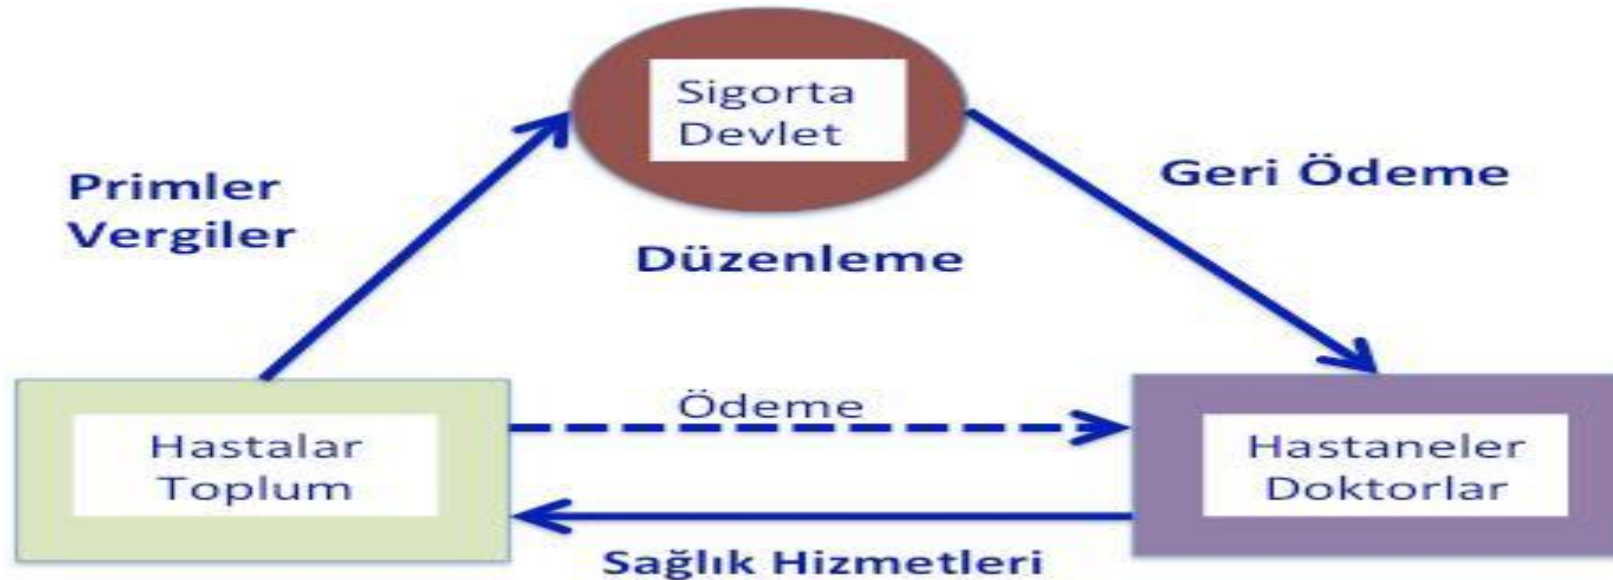 Sigorta
Devlet
Primler
Vergiler
Geri Ödeme
Düzenleme
Ödeme
Hastalar
Toplum
Hastaneler
Doktorlar
Sağlık Hizmetleri